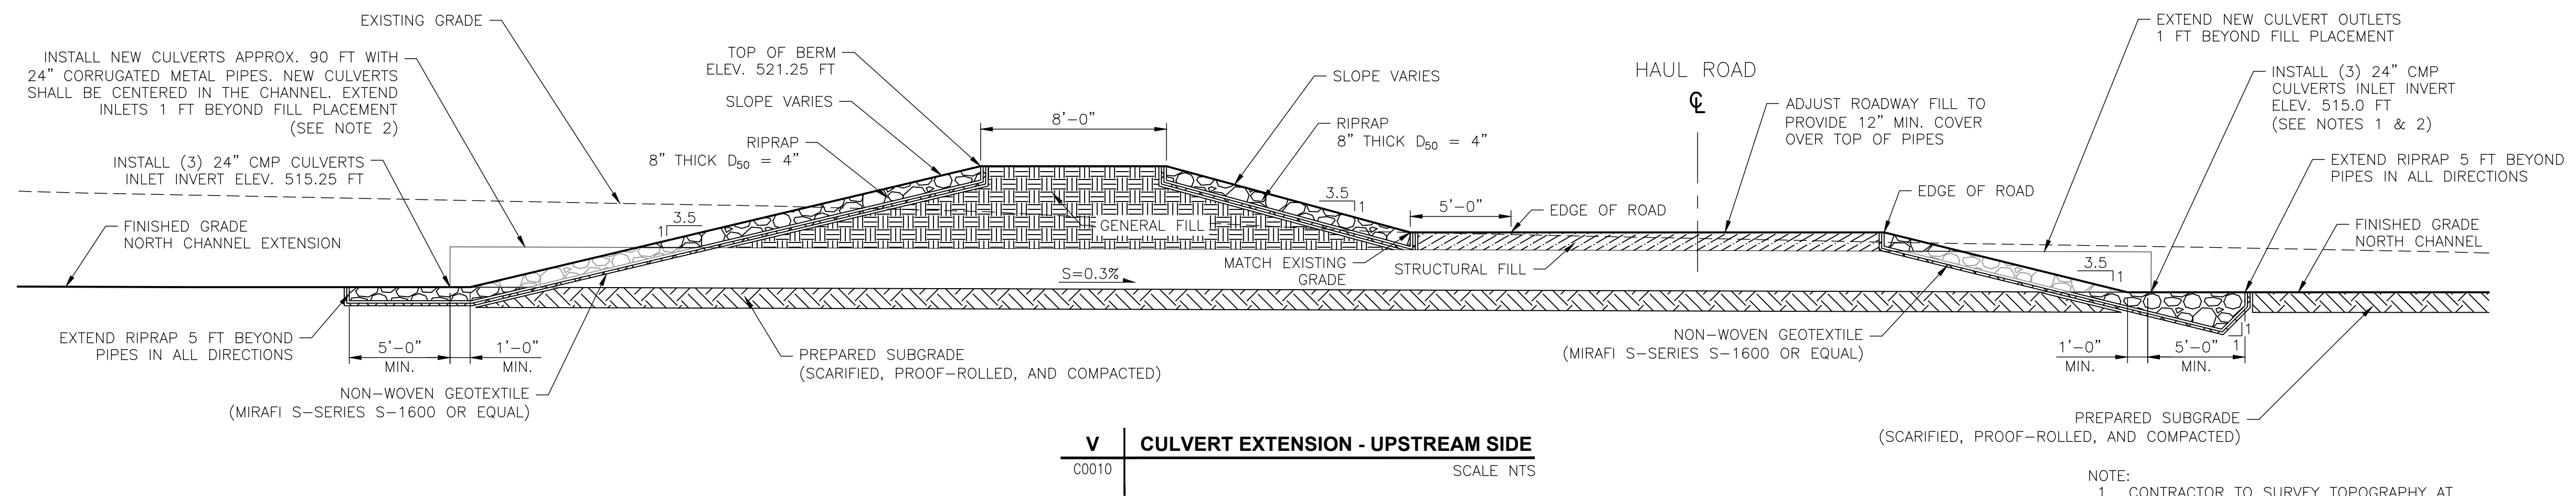 EXISTING GRADE
INSTALL NEW CULVERTS APPROX. 90 FT WITH
24" CORRUGATED METAL PIPES. NEW CULVERTS
SHALL BE CENTERED IN THE CHANNEL. EXTEND
INLETS 1 FT BEYOND FILL PLACEMENT
(SEE NOTE 2)
INSTALL (3) 24" CMP CULVERTS
INLET INVERT ELEV. 515.25 FT
FINISHED GRADE
NORTH CHANNEL EXTENSION
TOP OF BERM
ELEV. 521.25 FT
SLOPE VARIES
RIPRAP
8" THICK D50 = 4"
8'-0"
SLOPE VARIES
RIPRAP
8" THICK D50 = 4"
HAUL ROAD
CL
ADJUST ROADWAY FILL TO
PROVIDE 12" MIN. COVER
OVER TOP OF PIPES
EXTEND NEW CULVERT OUTLETS
1 FT BEYOND FILL PLACEMENT
INSTALL (3) 24" CMP
CULVERTS INLET INVERT
ELEV. 515.0 FT
(SEE NOTES 1 & 2)
EXTEND RIPRAP 5 FT BEYOND
PIPES IN ALL DIRECTIONS
FINISHED GRADE
NORTH CHANNEL
3.5
1
GENERAL FILL
3.5
1
5'-0"
EDGE OF ROAD
EDGE OF ROAD
MATCH EXISTING
GRADE
STRUCTURAL FILL
S=0.3%
3.5
1
EXTEND RIPRAP 5 FT BEYOND
PIPES IN ALL DIRECTIONS
5'-0"
MIN.
1'-0"
MIN.
NON-WOVEN GEOTEXTILE
(MIRAFI S-SERIES S-1600 OR EQUAL)
PREPARED SUBGRADE
(SCARIFIED, PROOF-ROLLED, AND COMPACTED)
NON-WOVEN GEOTEXTILE
(MIRAFI S-SERIES S-1600 OR EQUAL)
1'-0"
MIN.
5'-0"
MIN.
1
1
PREPARED SUBGRADE
(SCARIFIED, PROOF-ROLLED, AND COMPACTED)
V CULVERT EXTENSION - UPSTREAM SIDE
C0010 SCALE NTS
NOTE:
1. CONTRACTOR TO SURVEY TOPOGRAPHY AT